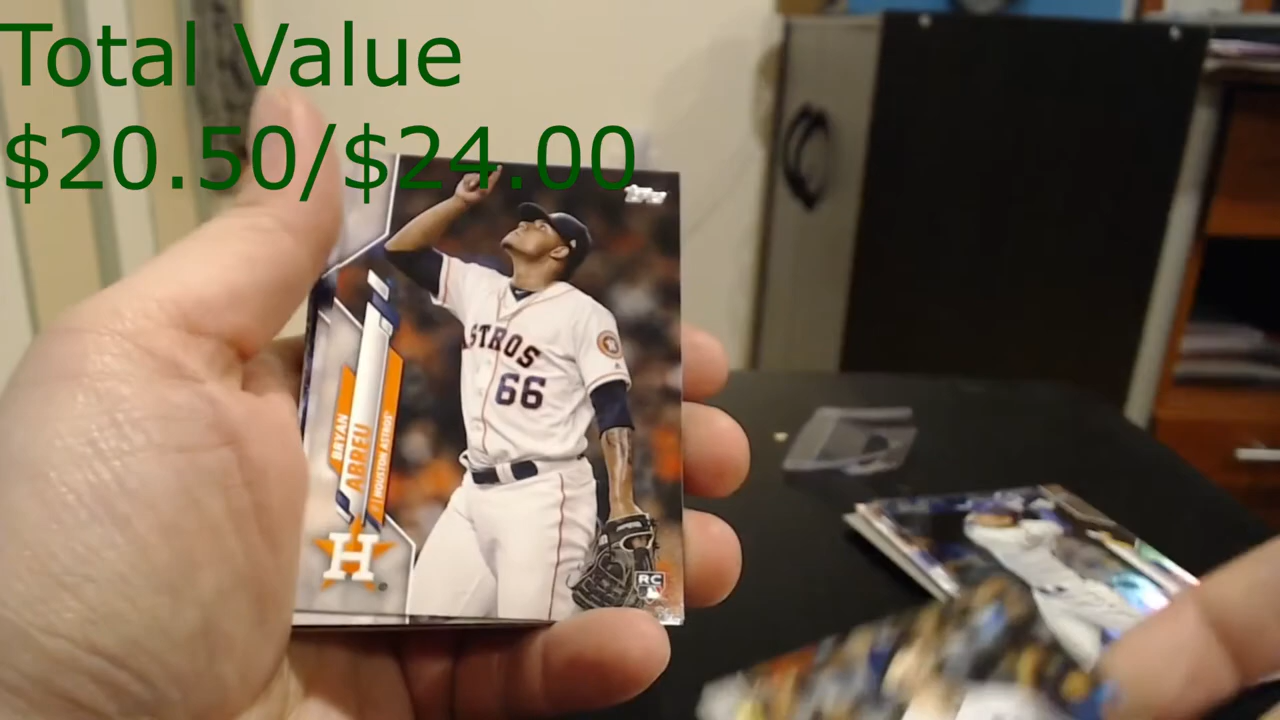 Total Value
$20.50/$24.00
Topps
ASTROS
66
BRYAN
ABREU
HOUSTON ASTROS
H
RC